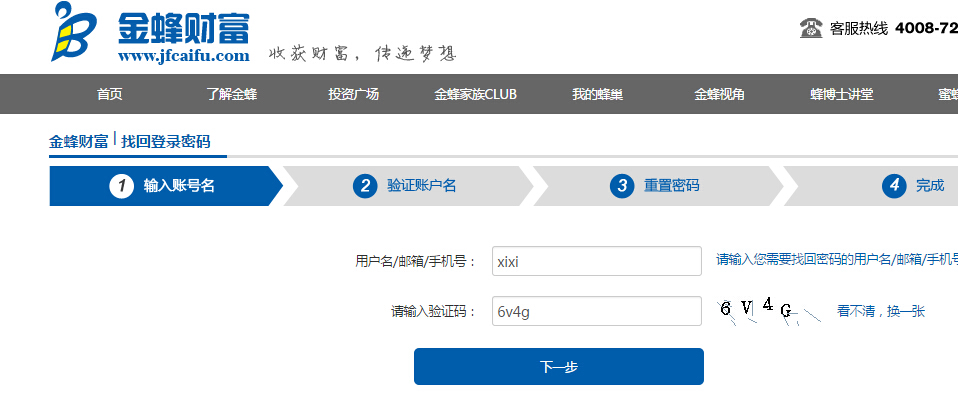 金蜂财富
www.jfcaifu.com
收获财富，传递梦想
客服热线 4008-72
首页 了解金蜂 投资广场 金蜂家族CLUB 我的蜂巢 金蜂视角 蜂博士讲堂
金蜂财富 | 找回登录密码
1 输入账号名 2 验证账户名 3 重置密码 4 完成
用户名/邮箱/手机号： xixi 请输入您需要找回密码的用户名/邮箱/手机号
请输入验证码： 6v4g 6 V 4 G 看不清，换一张
下一步